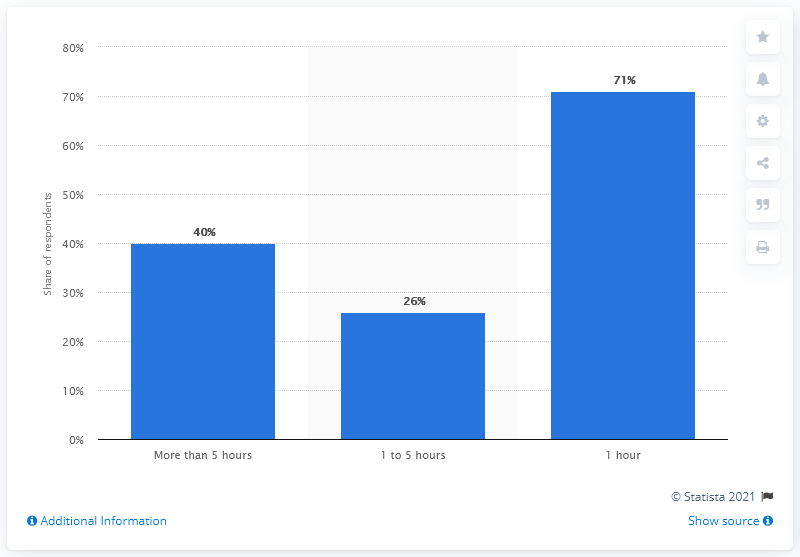 80%
70%
60%
50%
40%
30%
20%
10%
0%
Share of respondents
40%
26%
71%
More than 5 hours
1 to 5 hours
1 hour
© Statista 2021
Additional Information
Show source